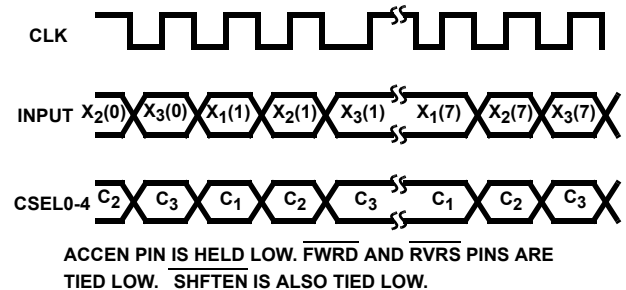 CLK
INPUT X₂(0) X₃(0) X₁(1) X₂(1) X₃(1) X₁(7) X₂(7) X₃(7)
CSEL0-4 C₂ C₃ C₁ C₂ C₃ C₁ C₂ C₃
ACCEN PIN IS HELD LOW. FWRD AND RVRS PINS ARE
TIED LOW. SHFTEN IS ALSO TIED LOW.